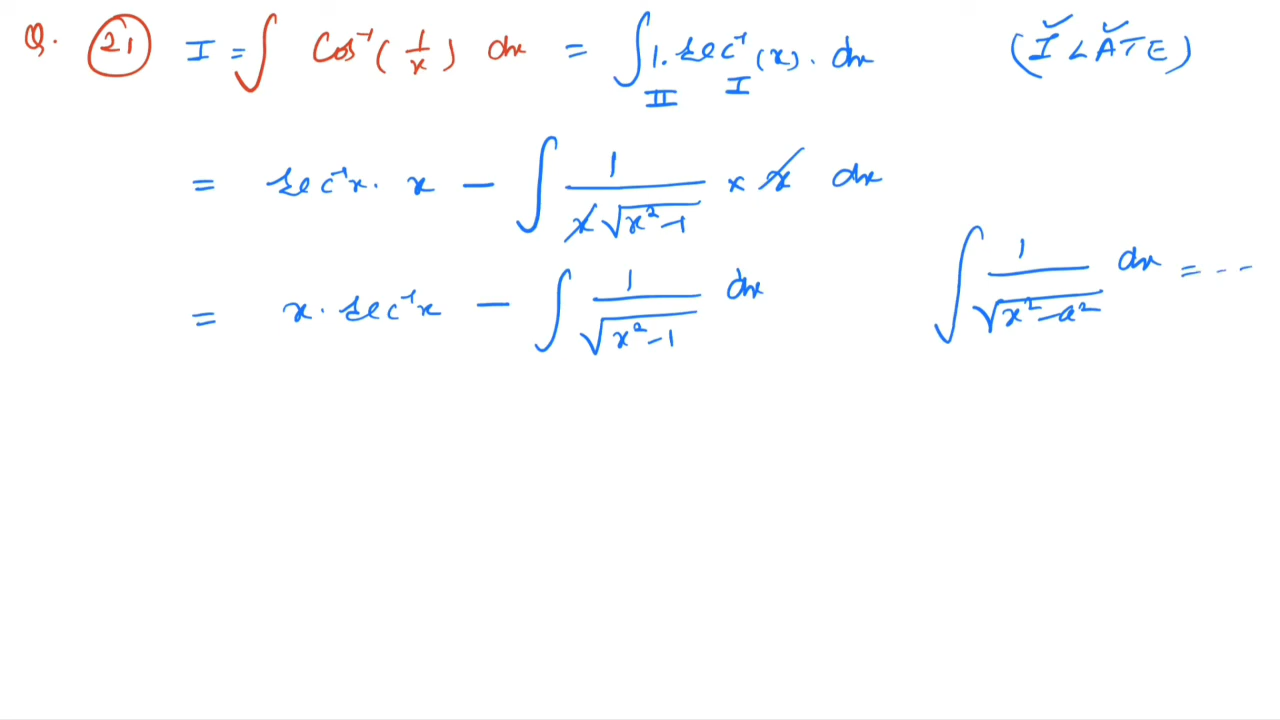 Q. (21) I = ∫ Cos⁻¹(1/x) dx = ∫ 1. sec⁻¹(x). dx (ILATE)
II I
= sec⁻¹x. x − ∫ 1/(x√(x²−1)) × x dx
= x. sec⁻¹x − ∫ 1/√(x²−1) dx ∫ 1/√(x²−a²) dx = ...